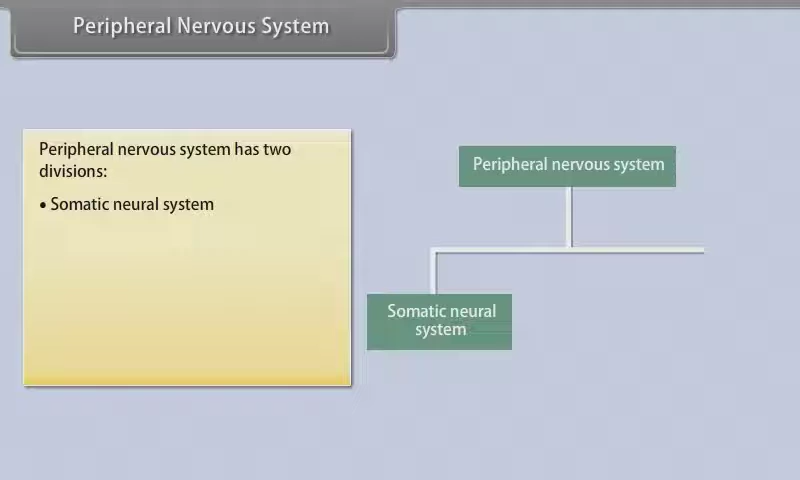 Peripheral Nervous System
Peripheral nervous system has two
divisions:
• Somatic neural system
Peripheral nervous system
Somatic neural
system